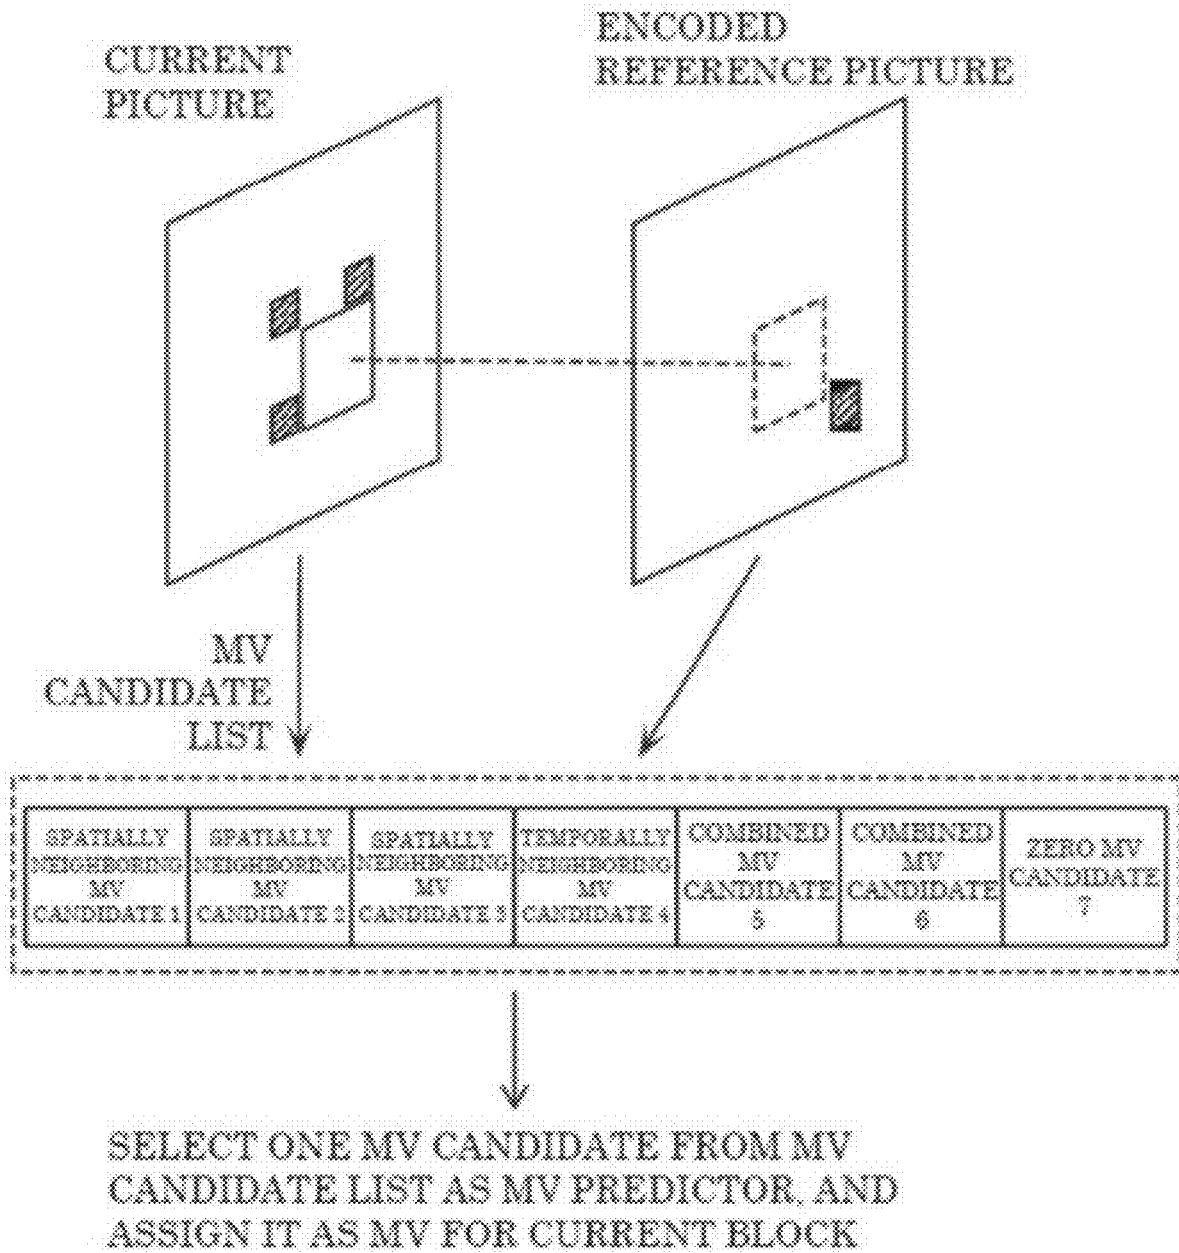 CURRENT
PICTURE
ENCODED
REFERENCE PICTURE
MV
CANDIDATE
LIST
SPATIALLY
NEIGHBORING
MV
CANDIDATE 1
SPATIALLY
NEIGHBORING
MV
CANDIDATE 2
SPATIALLY
NEIGHBORING
MV
CANDIDATE 3
TEMPORALLY
NEIGHBORING
MV
CANDIDATE 4
COMBINED
MV
CANDIDATE
5
COMBINED
MV
CANDIDATE
6
ZERO MV
CANDIDATE
7
SELECT ONE MV CANDIDATE FROM MV
CANDIDATE LIST AS MV PREDICTOR, AND
ASSIGN IT AS MV FOR CURRENT BLOCK